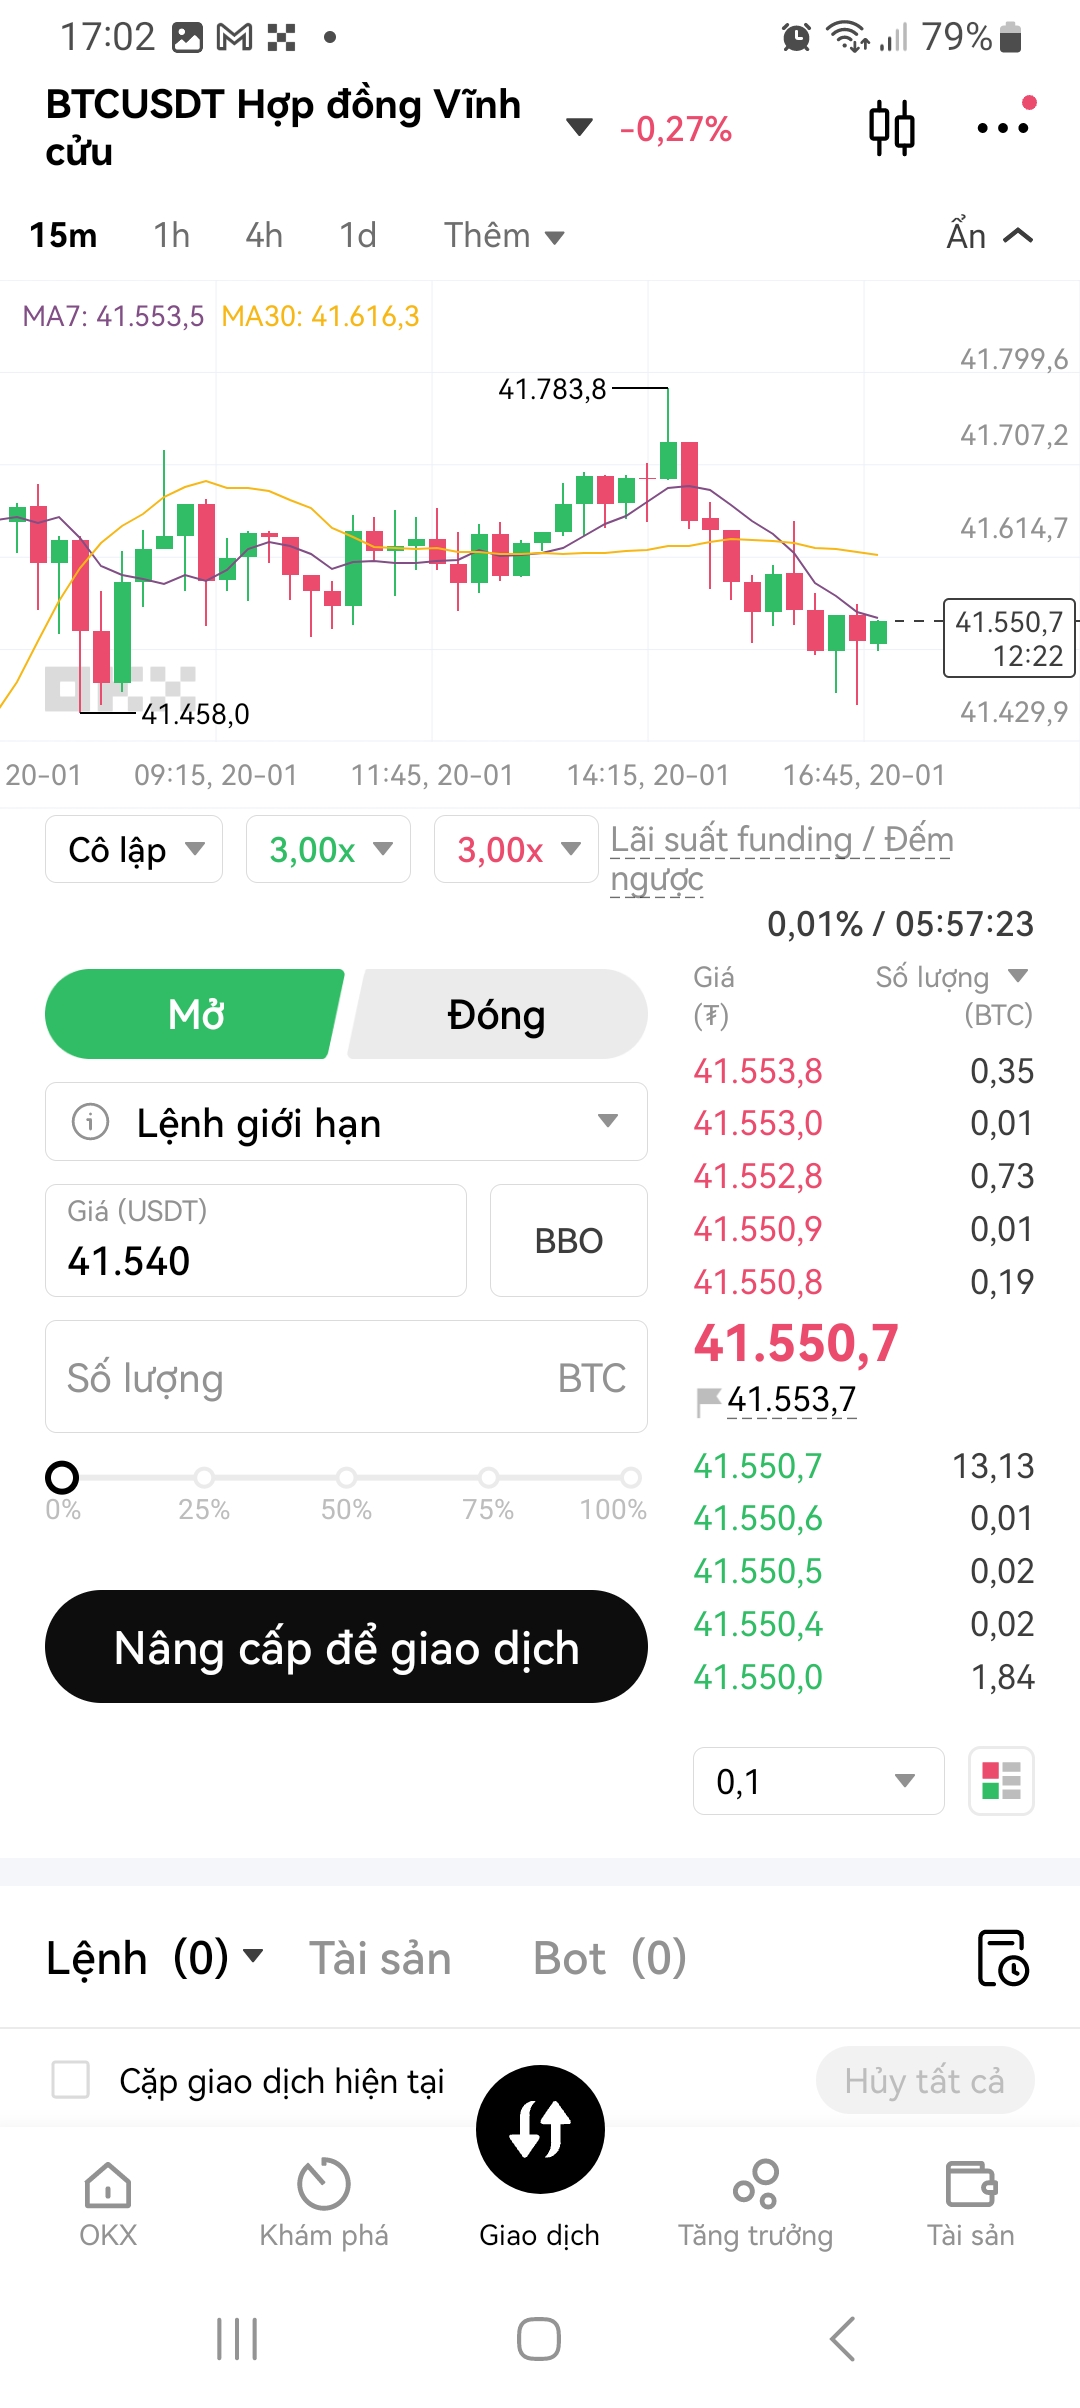 17:02
79%
BTCUSDT Hợp đồng Vĩnh
cửu
-0,27%
15m 1h 4h 1d Thêm
Ẩn
MA7: 41.553,5 MA30: 41.616,3
41.799,6
41.783,8
41.707,2
41.614,7
41.550,7
12:22
41.429,9
OKX
41.458,0
20-01 09:15, 20-01 11:45, 20-01 14:15, 20-01 16:45, 20-01
Cô lập 3,00x 3,00x
Lãi suất funding / Đếm
ngược
0,01% / 05:57:23
Mở Đóng
Lệnh giới hạn
Giá (USDT)
41.540
BBO
Số lượng BTC
0% 25% 50% 75% 100%
Nâng cấp để giao dịch
Giá Số lượng
(₮) (BTC)
41.553,8 0,35
41.553,0 0,01
41.552,8 0,73
41.550,9 0,01
41.550,8 0,19
41.550,7
41.553,7
41.550,7 13,13
41.550,6 0,01
41.550,5 0,02
41.550,4 0,02
41.550,0 1,84
0,1
Lệnh (0) Tài sản Bot (0)
Cặp giao dịch hiện tại Hủy tất cả
OKX Khám phá Giao dịch Tăng trưởng Tài sản